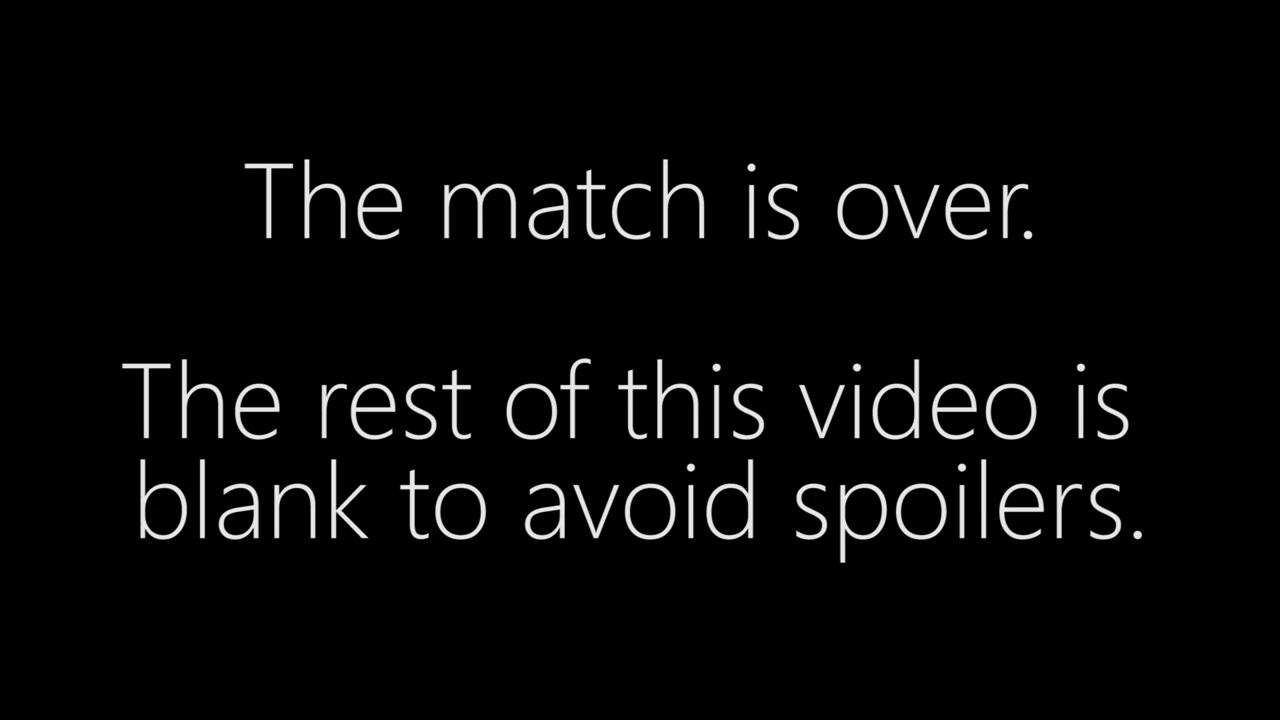 The match is over.
The rest of this video is
blank to avoid spoilers.